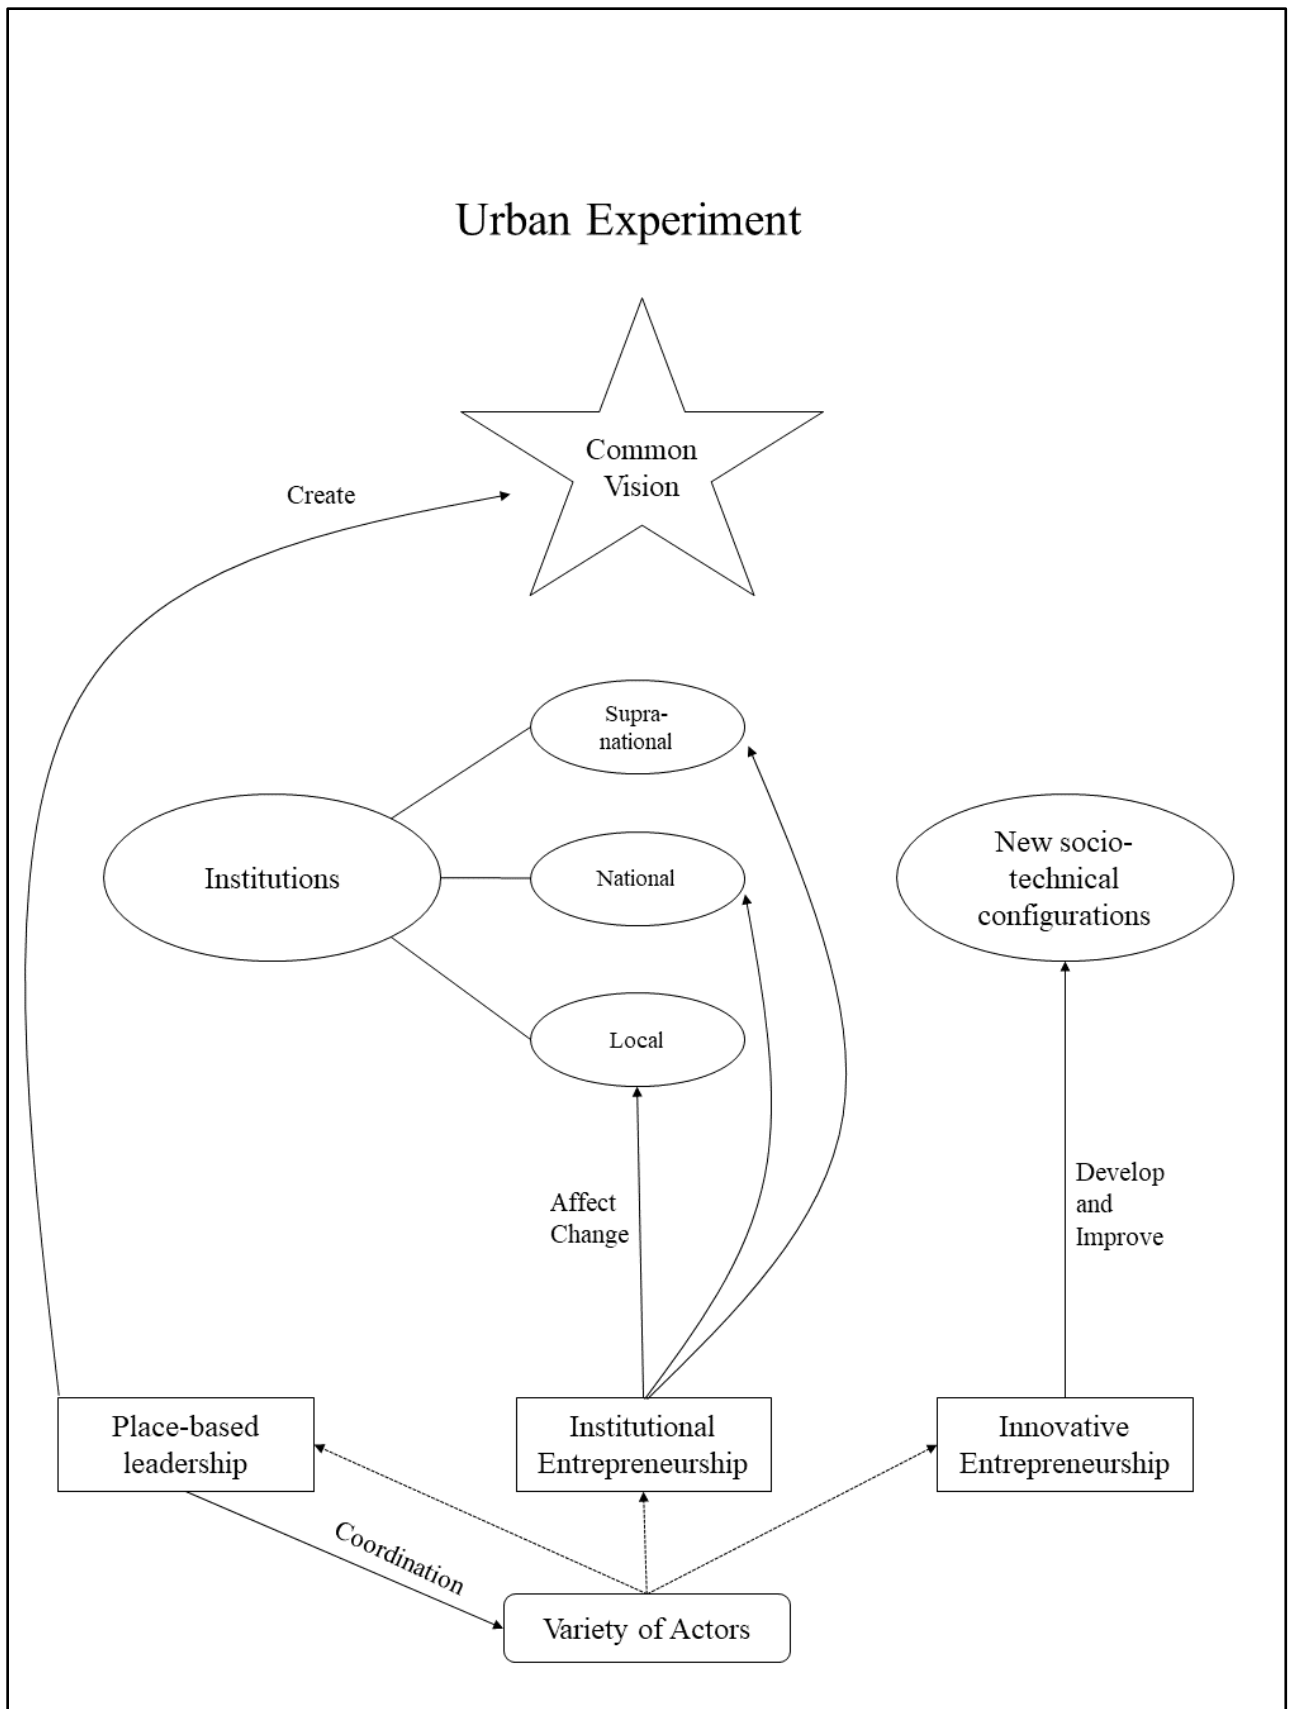 Urban Experiment
Common
Vision
Create
Supra-
national
Institutions
National
New socio-
technical
configurations
Local
Affect
Change
Develop
and
Improve
Place-based
leadership
Institutional
Entrepreneurship
Innovative
Entrepreneurship
Coordination
Variety of Actors